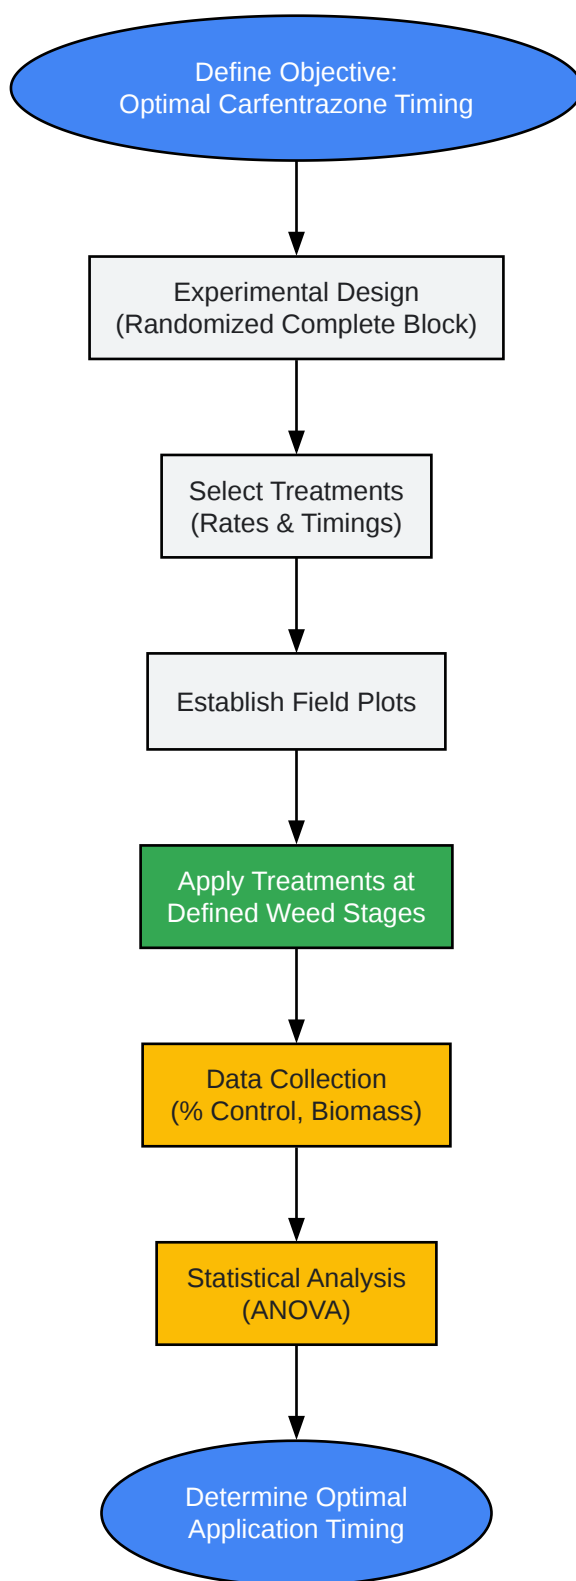 Define Objective:
Optimal Carfentrazone Timing
Experimental Design
(Randomized Complete Block)
Select Treatments
(Rates & Timings)
Establish Field Plots
Apply Treatments at
Defined Weed Stages
Data Collection
(% Control, Biomass)
Statistical Analysis
(ANOVA)
Determine Optimal
Application Timing